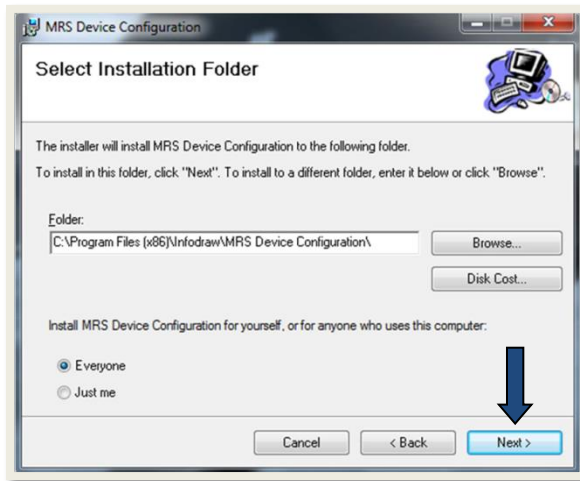 MRS Device Configuration
Select Installation Folder
The installer will install MRS Device Configuration to the following folder.
To install in this folder, click "Next". To install to a different folder, enter it below or click "Browse".
Folder:
C:\Program Files (x86)\Infodraw\MRS Device Configuration\
Browse...
Disk Cost...
Install MRS Device Configuration for yourself, or for anyone who uses this computer:
Everyone
Just me
Cancel
< Back
Next >